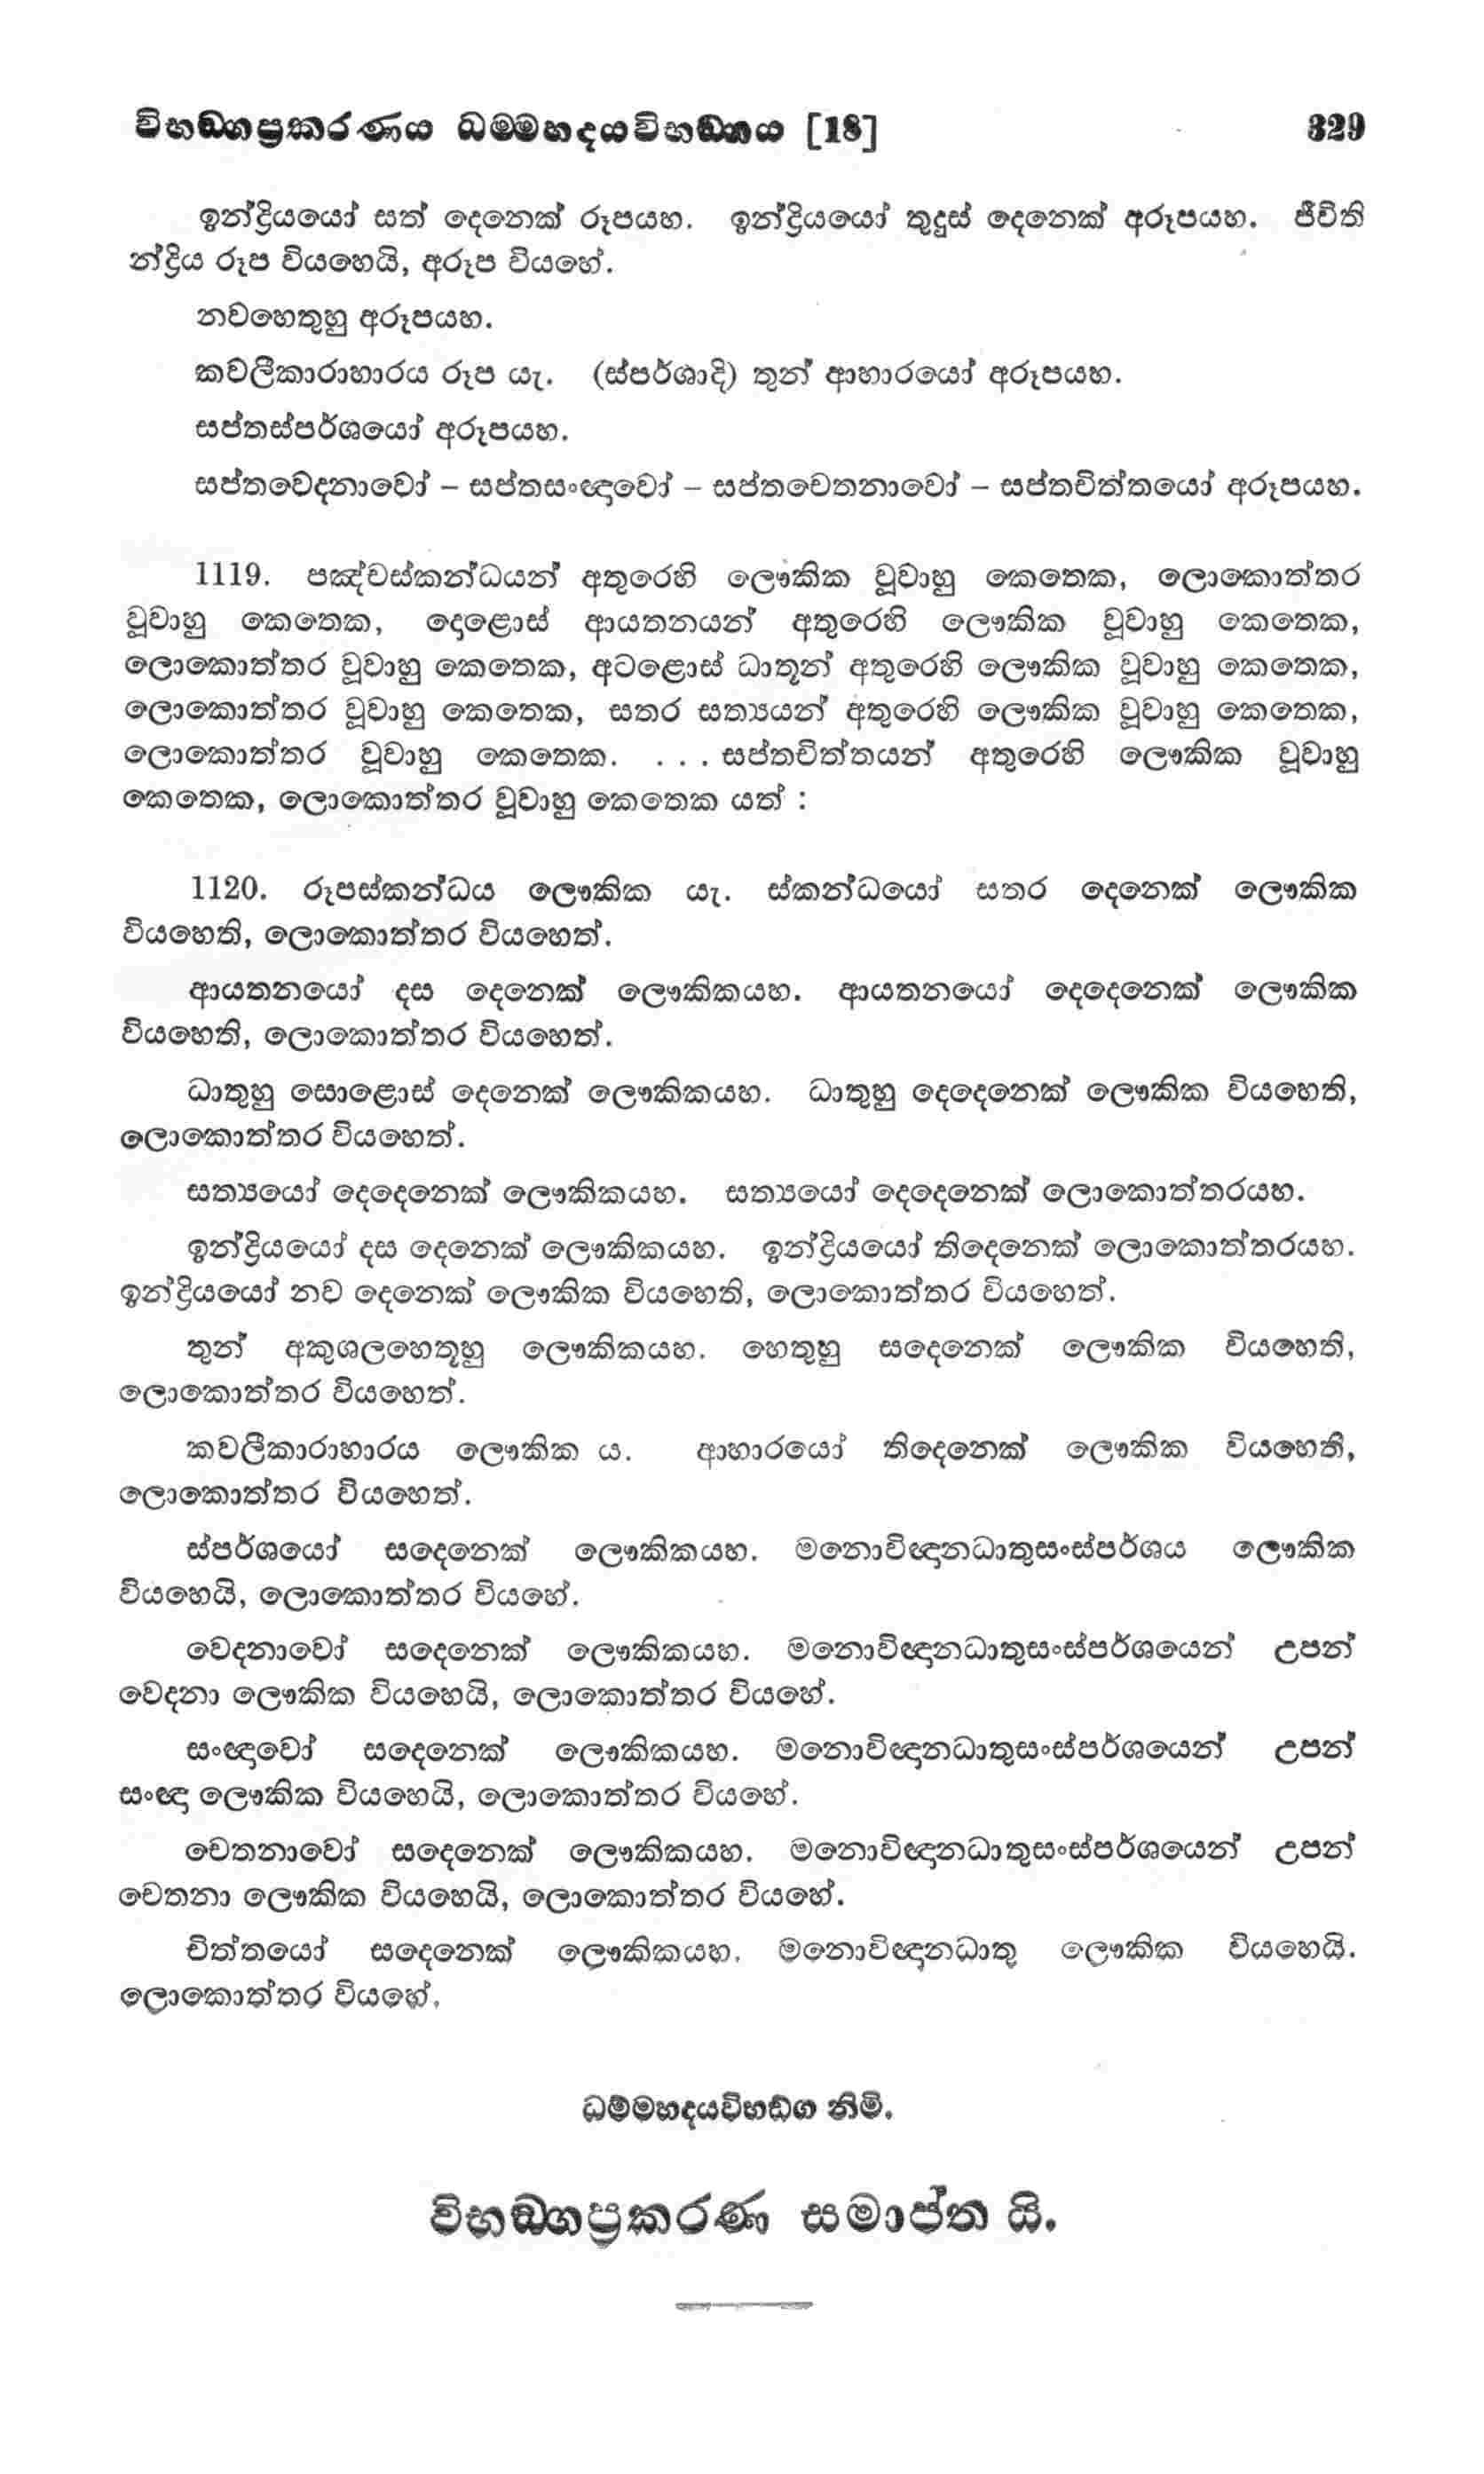 විභඞ්ගප්‍රකරණය ධම්මහදයවිභඞ්ගය [18] 329
ඉන්ද්‍රියයෝ සත් දෙනෙක් රූපයහ. ඉන්ද්‍රියයෝ තුදුස් දෙනෙක් අරූපයහ. ජීවිති
න්ද්‍රිය රූප වියහෙයි, අරූප වියහේ.
නවහෙතුහු අරූපයහ.
කවලීකාරාහාරය රූප යැ. (ස්පර්ශාදි) තුන් ආහාරයෝ අරූපයහ.
සප්තස්පර්ශයෝ අරූපයහ.
සප්තවෙදනාවෝ – සප්තසංඥාවෝ – සප්තචෙතනාවෝ – සප්තචිත්තයෝ අරූපයහ.
1119. පඤ්චස්කන්ධයන් අතුරෙහි ලෞකික වූවාහු කෙතෙක, ලොකොත්තර
වූවාහු කෙතෙක, දෙළොස් ආයතනයන් අතුරෙහි ලෞකික වූවාහු කෙතෙක,
ලොකොත්තර වූවාහු කෙතෙක, අටළොස් ධාතූන් අතුරෙහි ලෞකික වූවාහු කෙතෙක,
ලොකොත්තර වූවාහු කෙතෙක, සතර සත්‍යයන් අතුරෙහි ලෞකික වූවාහු කෙතෙක,
ලොකොත්තර වූවාහු කෙතෙක. . . . සප්තචිත්තයන් අතුරෙහි ලෞකික වූවාහු
කෙතෙක, ලොකොත්තර වූවාහු කෙතෙක යත් :
1120. රූපස්කන්ධය ලෞකික යැ. ස්කන්ධයෝ සතර දෙනෙක් ලෞකික
වියහෙති, ලොකොත්තර වියහෙත්.
ආයතනයෝ දස දෙනෙක් ලෞකිකයහ. ආයතනයෝ දෙදෙනෙක් ලෞකික
වියහෙති, ලොකොත්තර වියහෙත්.
ධාතුහු සොළොස් දෙනෙක් ලෞකිකයහ. ධාතුහු දෙදෙනෙක් ලෞකික වියහෙති,
ලොකොත්තර වියහෙත්.
සත්‍යයෝ දෙදෙනෙක් ලෞකිකයහ. සත්‍යයෝ දෙදෙනෙක් ලොකොත්තරයහ.
ඉන්ද්‍රියයෝ දස දෙනෙක් ලෞකිකයහ. ඉන්ද්‍රියයෝ තිදෙනෙක් ලොකොත්තරයහ.
ඉන්ද්‍රියයෝ නව දෙනෙක් ලෞකික වියහෙති, ලොකොත්තර වියහෙත්.
තුන් අකුශලහෙතූහු ලෞකිකයහ. හෙතුහු සදෙනෙක් ලෞකික වියහෙති,
ලොකොත්තර වියහෙත්.
කවලීකාරාහාරය ලෞකික ය. ආහාරයෝ තිදෙනෙක් ලෞකික වියහෙති,
ලොකොත්තර වියහෙත්.
ස්පර්ශයෝ සදෙනෙක් ලෞකිකයහ. මනොවිඥානධාතුසංස්පර්ශය ලෞකික
වියහෙයි, ලොකොත්තර වියහේ.
වෙදනාවෝ සදෙනෙක් ලෞකිකයහ. මනොවිඥානධාතුසංස්පර්ශයෙන් උපන්
වෙදනා ලෞකික වියහෙයි, ලොකොත්තර වියහේ.
සංඥාවෝ සදෙනෙක් ලෞකිකයහ. මනොවිඥානධාතුසංස්පර්ශයෙන් උපන්
සංඥා ලෞකික වියහෙයි, ලොකොත්තර වියහේ.
චෙතනාවෝ සදෙනෙක් ලෞකිකයහ. මනොවිඥානධාතුසංස්පර්ශයෙන් උපන්
චෙතනා ලෞකික වියහෙයි, ලොකොත්තර වියහේ.
චිත්තයෝ සදෙනෙක් ලෞකිකයහ. මනොවිඥානධාතු ලෞකික වියහෙයි.
ලොකොත්තර වියහේ.
ධම්මහදයවිභඞ්ග නිමි.
විභඞ්ගප්‍රකරණ සමාප්ත යි.